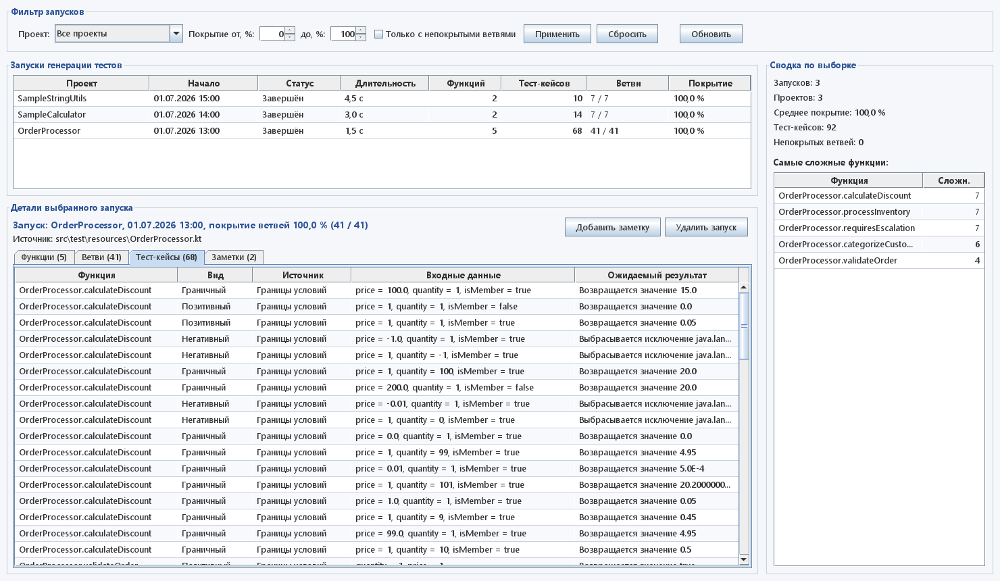 Фильтр запусков
Проект: Все проекты Покрытие от, %: 0 до, %: 100 Только с непокрытыми ветвями Применить Сбросить Обновить
Запуски генерации тестов
Проект Начало Статус Длительность Функций Тест-кейсов Ветви Покрытие
SampleStringUtils 01.07.2026 15:00 Завершён 4,5 с 2 10 7 / 7 100,0 %
SampleCalculator 01.07.2026 14:00 Завершён 3,0 с 2 14 7 / 7 100,0 %
OrderProcessor 01.07.2026 13:00 Завершён 1,5 с 5 68 41 / 41 100,0 %
Детали выбранного запуска
Запуск: OrderProcessor, 01.07.2026 13:00, покрытие ветвей 100,0 % (41 / 41)
Добавить заметку Удалить запуск
Источник: src\test\resources\OrderProcessor.kt
Функции (5) Ветви (41) Тест-кейсы (68) Заметки (2)
Функция Вид Источник Входные данные Ожидаемый результат
OrderProcessor.calculateDiscount Граничный Границы условий price = 100.0, quantity = 1, isMember = true Возвращается значение 15.0
OrderProcessor.calculateDiscount Позитивный Границы условий price = 1, quantity = 1, isMember = false Возвращается значение 0.0
OrderProcessor.calculateDiscount Позитивный Границы условий price = 1, quantity = 1, isMember = true Возвращается значение 0.05
OrderProcessor.calculateDiscount Негативный Границы условий price = -1.0, quantity = 1, isMember = true Выбрасывается исключение java.lan...
OrderProcessor.calculateDiscount Негативный Границы условий price = 1, quantity = -1, isMember = true Выбрасывается исключение java.lan...
OrderProcessor.calculateDiscount Граничный Границы условий price = 1, quantity = 100, isMember = true Возвращается значение 20.0
OrderProcessor.calculateDiscount Граничный Границы условий price = 200.0, quantity = 1, isMember = false Возвращается значение 20.0
OrderProcessor.calculateDiscount Негативный Границы условий price = -0.01, quantity = 1, isMember = true Выбрасывается исключение java.lan...
OrderProcessor.calculateDiscount Негативный Границы условий price = 1, quantity = 0, isMember = true Выбрасывается исключение java.lan...
OrderProcessor.calculateDiscount Граничный Границы условий price = 0.0, quantity = 1, isMember = true Возвращается значение 0.0
OrderProcessor.calculateDiscount Граничный Границы условий price = 1, quantity = 99, isMember = true Возвращается значение 4.95
OrderProcessor.calculateDiscount Граничный Границы условий price = 0.01, quantity = 1, isMember = true Возвращается значение 5.0E-4
OrderProcessor.calculateDiscount Граничный Границы условий price = 1, quantity = 101, isMember = true Возвращается значение 20.2000000...
OrderProcessor.calculateDiscount Граничный Границы условий price = 1.0, quantity = 1, isMember = true Возвращается значение 0.05
OrderProcessor.calculateDiscount Граничный Границы условий price = 1, quantity = 9, isMember = true Возвращается значение 0.45
OrderProcessor.calculateDiscount Граничный Границы условий price = 99.0, quantity = 1, isMember = true Возвращается значение 4.95
OrderProcessor.calculateDiscount Граничный Границы условий price = 1, quantity = 10, isMember = true Возвращается значение 0.5
Сводка по выборке
Запусков: 3
Проектов: 3
Среднее покрытие: 100,0 %
Тест-кейсов: 92
Непокрытых ветвей: 0
Самые сложные функции:
Функция Сложн.
OrderProcessor.calculateDiscount 7
OrderProcessor.processInventory 7
OrderProcessor.requiresEscalation 7
OrderProcessor.categorizeCusto... 6
OrderProcessor.validateOrder 4